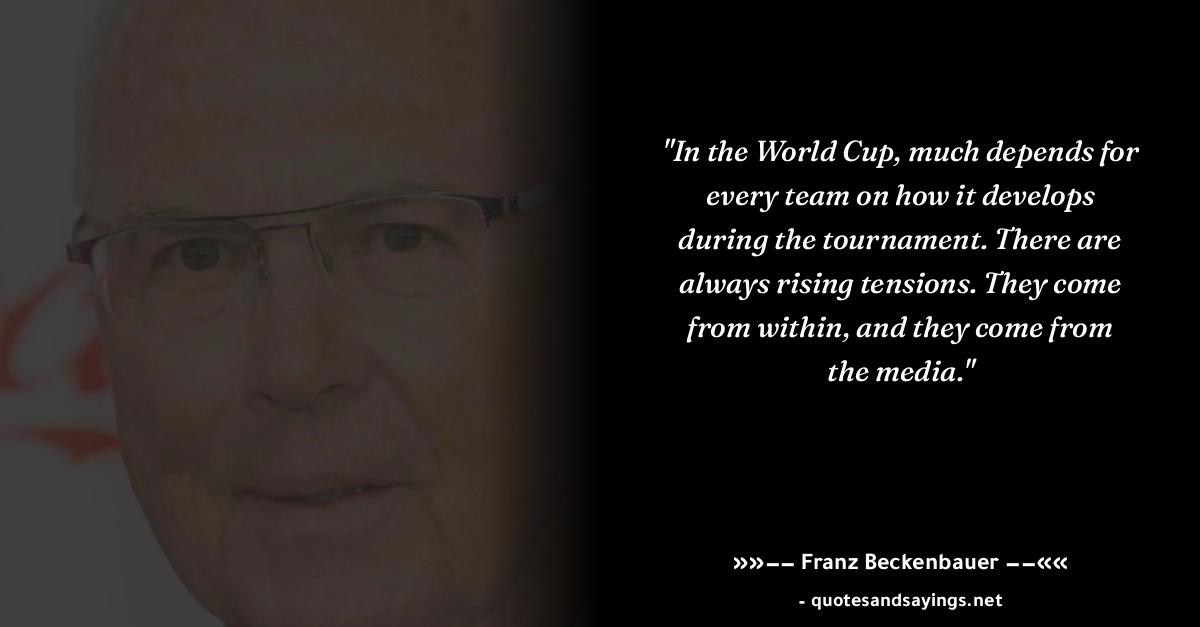 "In the World Cup, much depends for
every team on how it develops
during the tournament. There are
always rising tensions. They come
from within, and they come from
the media."
»»–– Franz Beckenbauer ––««
- quotesandsayings.net